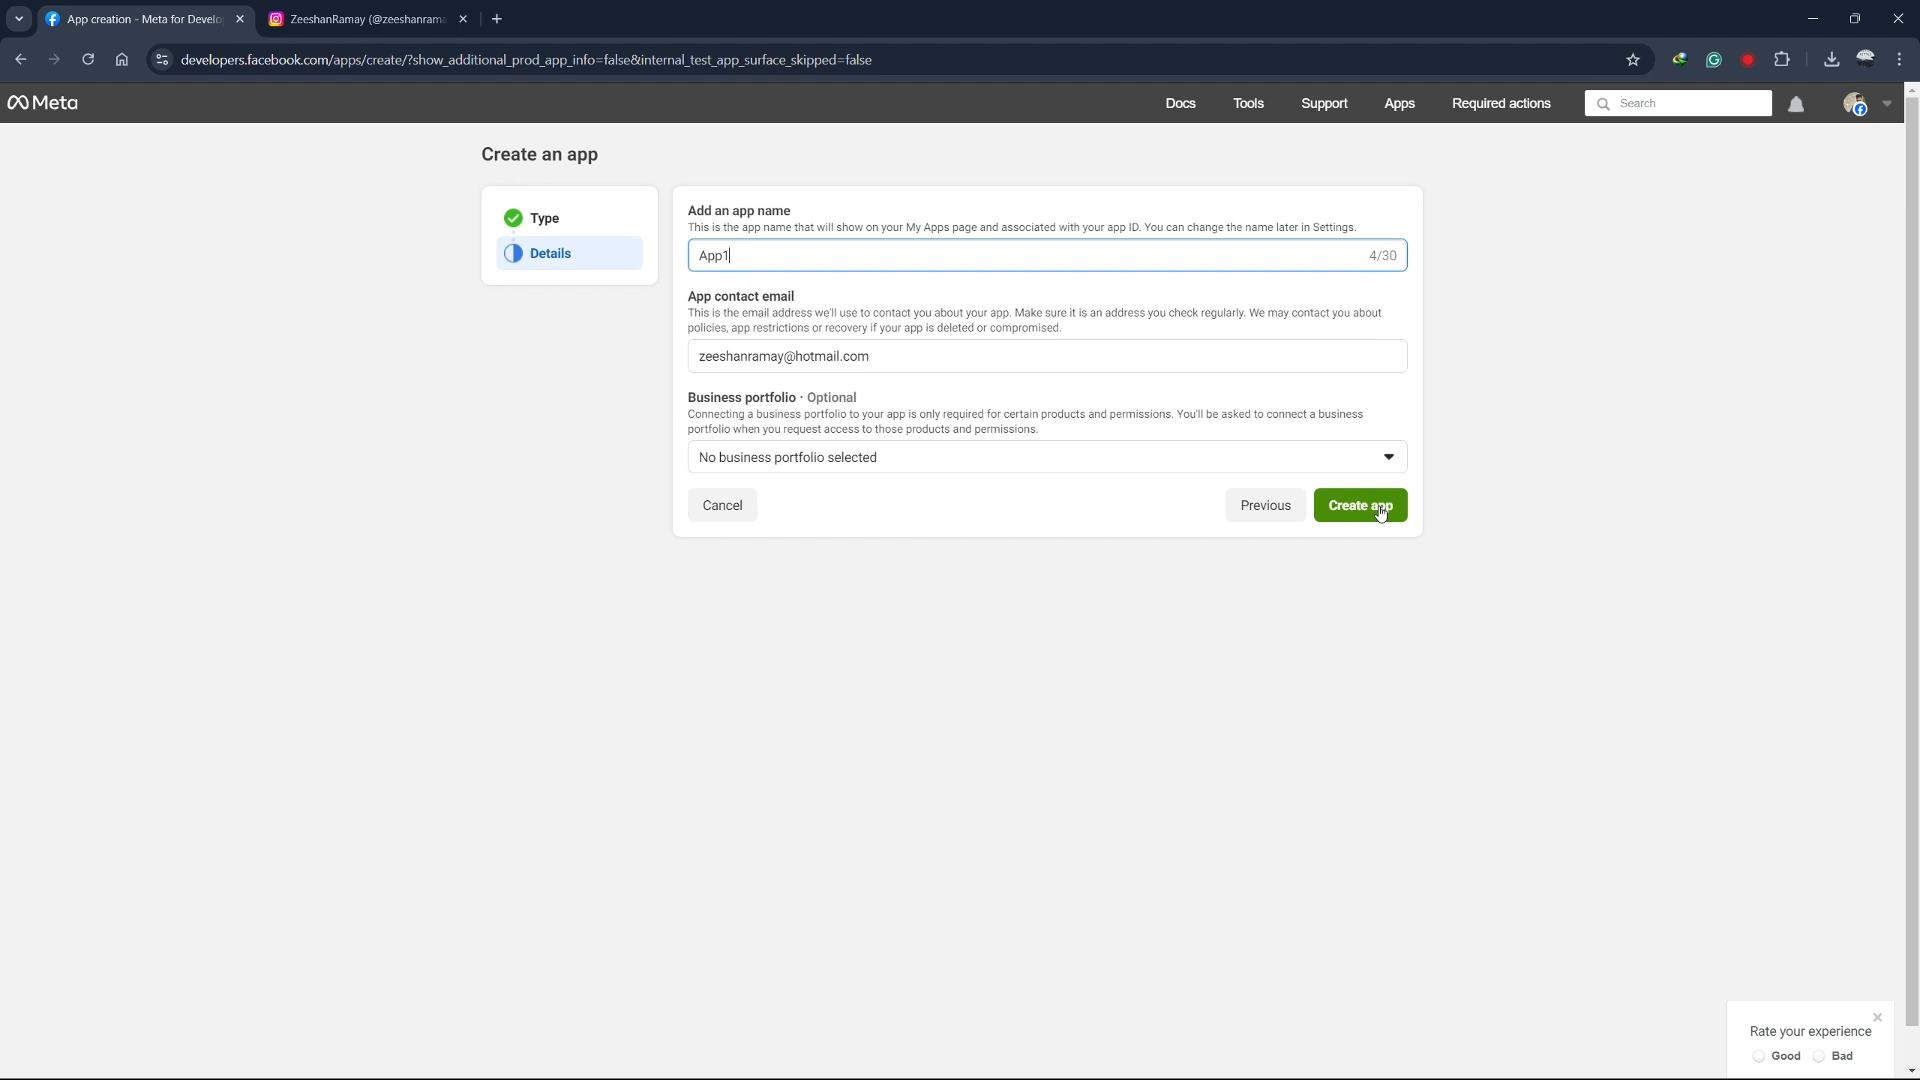 App creation - Meta for Develo
ZeeshanRamay (@zeeshanrama
developers.facebook.com/apps/create/?show_additional_prod_app_info=false&internal_test_app_surface_skipped=false
Meta
Docs
Tools
Support
Apps
Required actions
Search
Create an app
Type
Details
Add an app name
This is the app name that will show on your My Apps page and associated with your app ID. You can change the name later in Settings.
App1
4/30
App contact email
This is the email address we'll use to contact you about your app. Make sure it is an address you check regularly. We may contact you about
policies, app restrictions or recovery if your app is deleted or compromised.
zeeshanramay@hotmail.com
Business portfolio · Optional
Connecting a business portfolio to your app is only required for certain products and permissions. You'll be asked to connect a business
portfolio when you request access to those products and permissions.
No business portfolio selected
Cancel
Previous
Create app
Rate your experience
Good
Bad